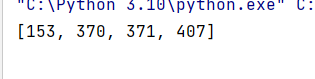 "C:\Python 3.10\python.exe" C:
[153, 370, 371, 407]